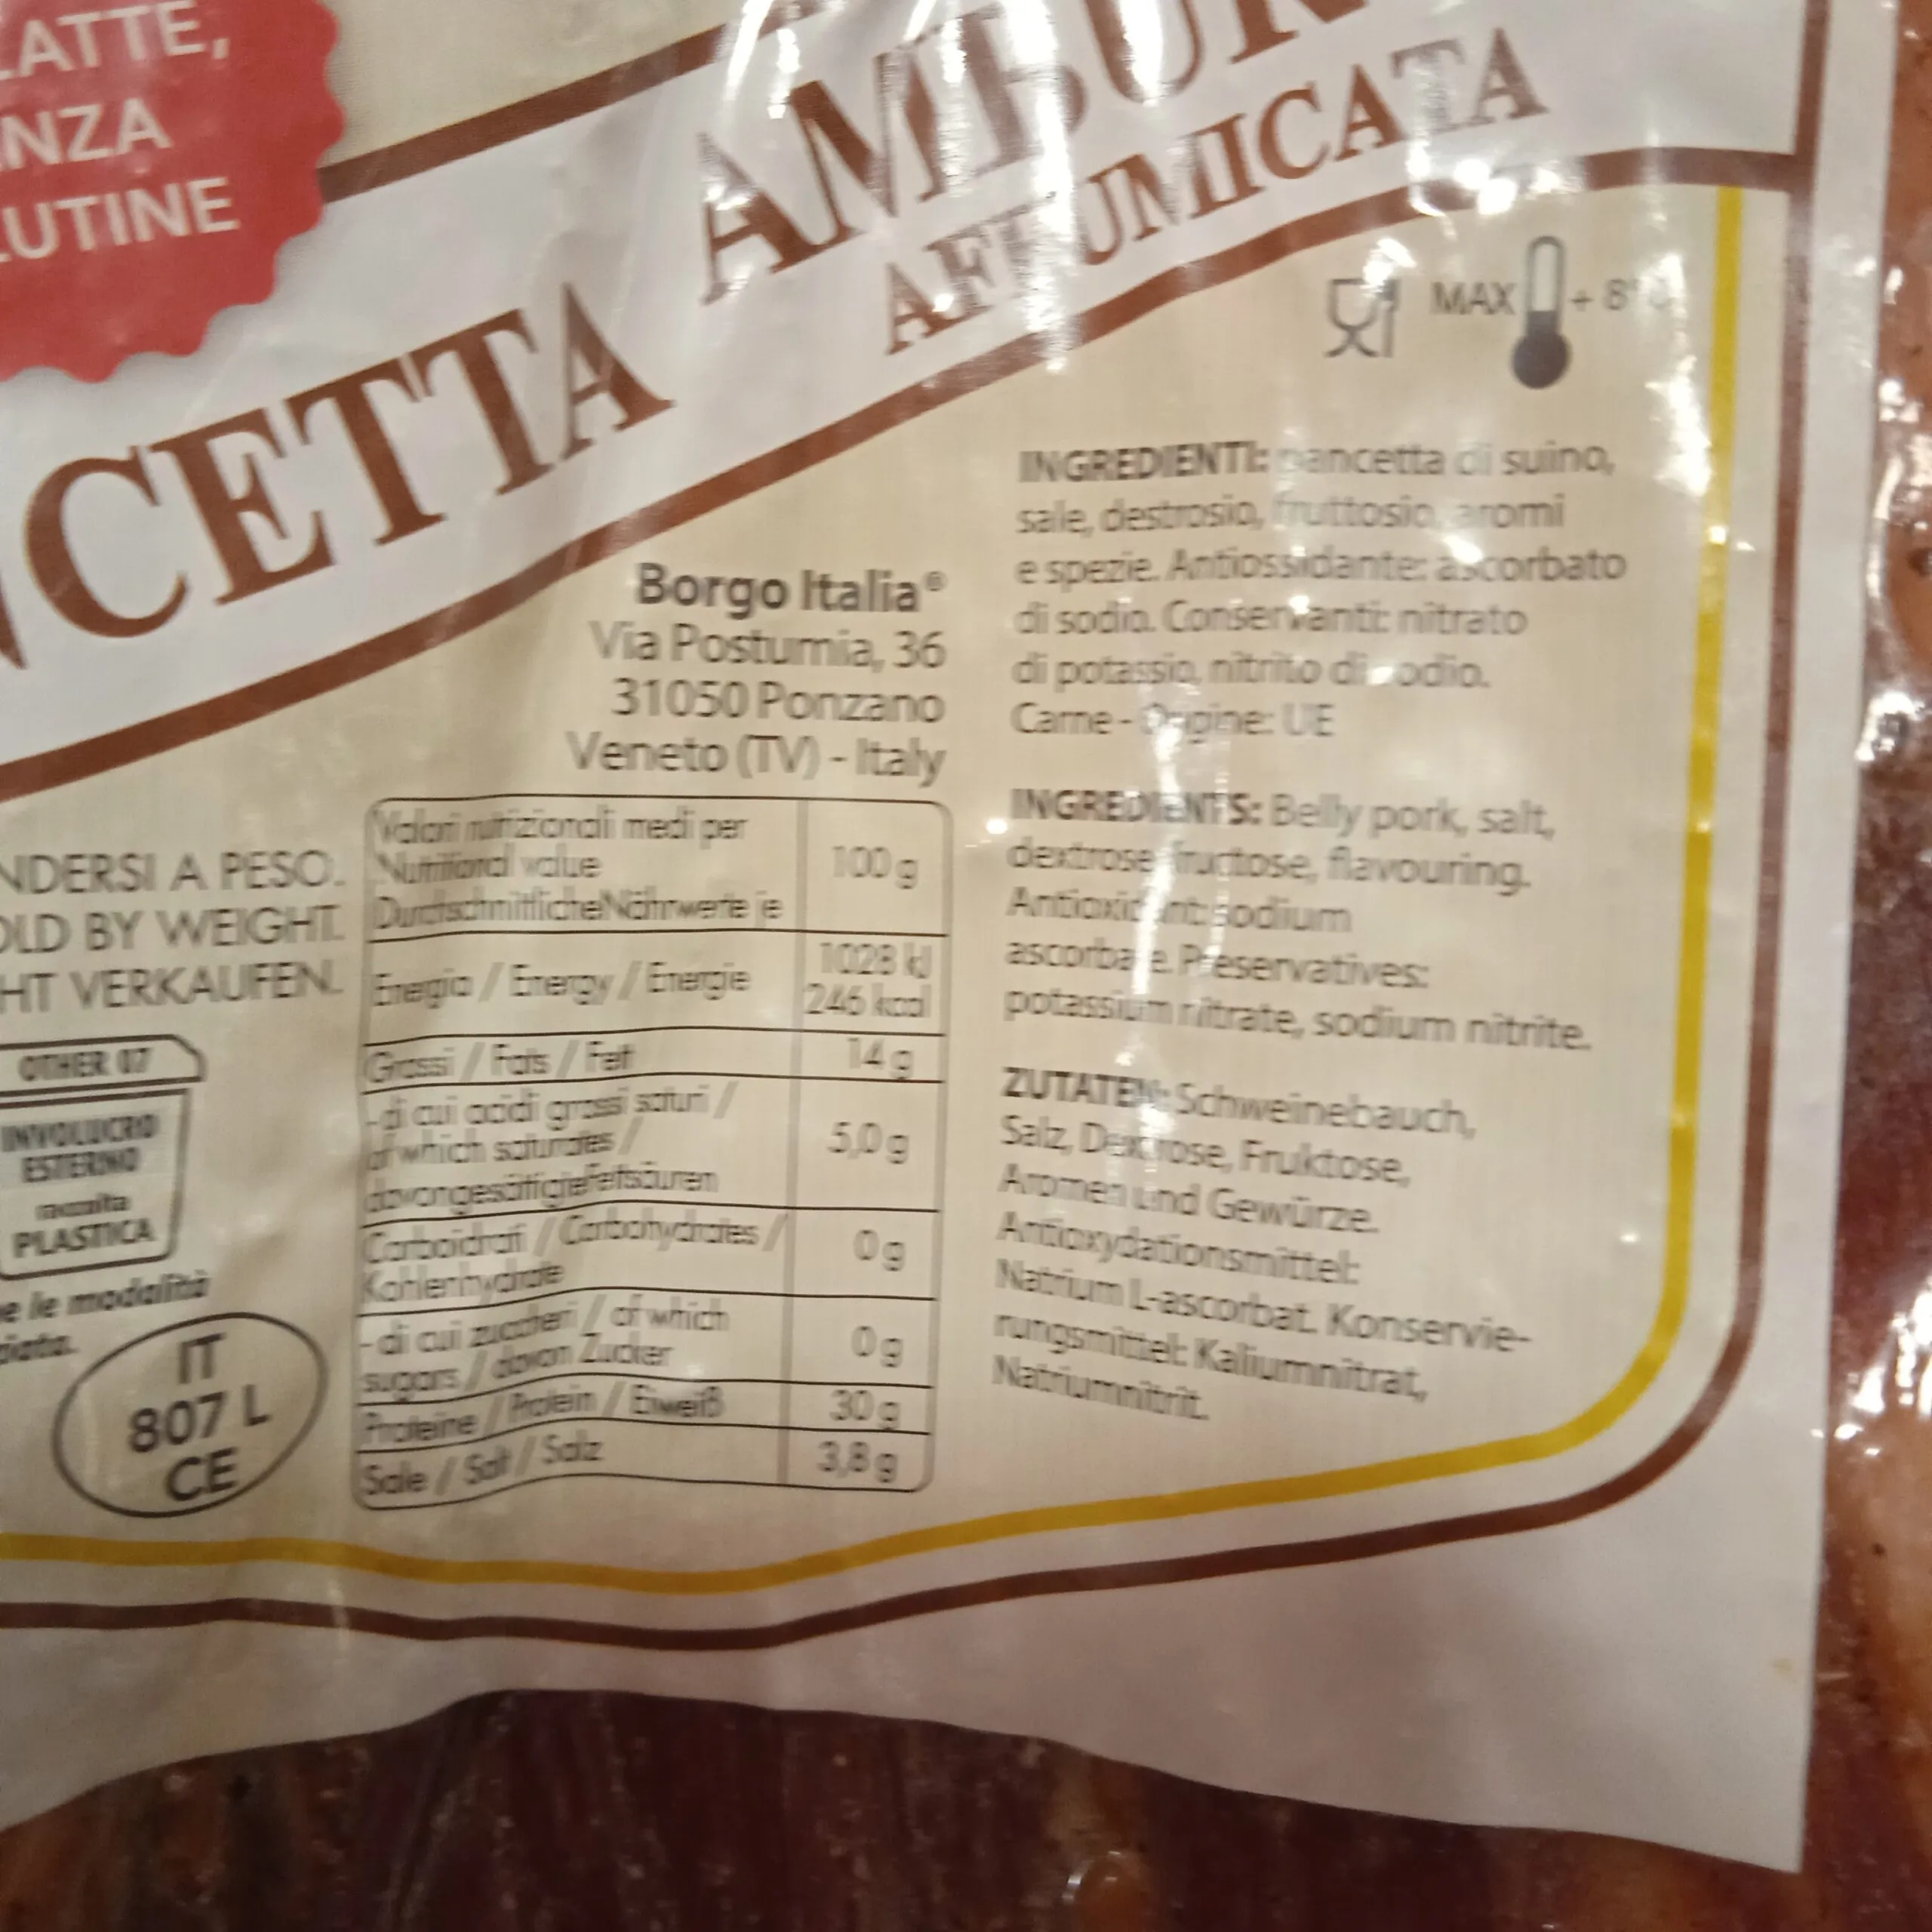 LATTE,
NZA
UTINE
CETTA
AFFUMICATA
MAX + 8°
INGREDIENTI: pancetta di suino,
sale, destrosio, fruttosio, aromi
e spezie. Antiossidante: ascorbato
di sodio. Conservanti: nitrato
di potassio, nitrito di sodio.
Carne - Origine: UE
Borgo Italia®
Via Postumia, 36
31050 Ponzano
Veneto (TV) - Italy
INGREDIENTS: Belly pork, salt,
dextrose, fructose, flavouring.
Antioxidant: sodium
ascorbate. Preservatives:
potassium nitrate, sodium nitrite.
ZUTATEN: Schweinebauch,
Salz, Dextrose, Fruktose,
Aromen und Gewürze.
Antioxydationsmittel:
Natrium L-ascorbat. Konservie-
rungsmittel: Kaliumnitrat,
Natriumnitrit.
NDERSI A PESO.
OLD BY WEIGHT.
HT VERKAUFEN.
Valori nutrizionali medi per
Nutritional value
Durchschnittliche Nährwerte je
100 g
Energia / Energy / Energie
1028 kJ
246 kcal
Grassi / Fats / Fett 14 g
- di cui acidi grassi saturi /
of which saturates /
davon gesättigte Fettsäuren
5,0 g
Carboidrati / Carbohydrates /
Kohlenhydrate
0 g
- di cui zuccheri / of which
sugars / davon Zucker
0 g
Proteine / Protein / Eiweiß 30 g
Sale / Salt / Salz 3,8 g
OTHER 07
INVOLUCRO
ESTERNO
raccolta
PLASTICA
e le modalità
IT
807 L
CE